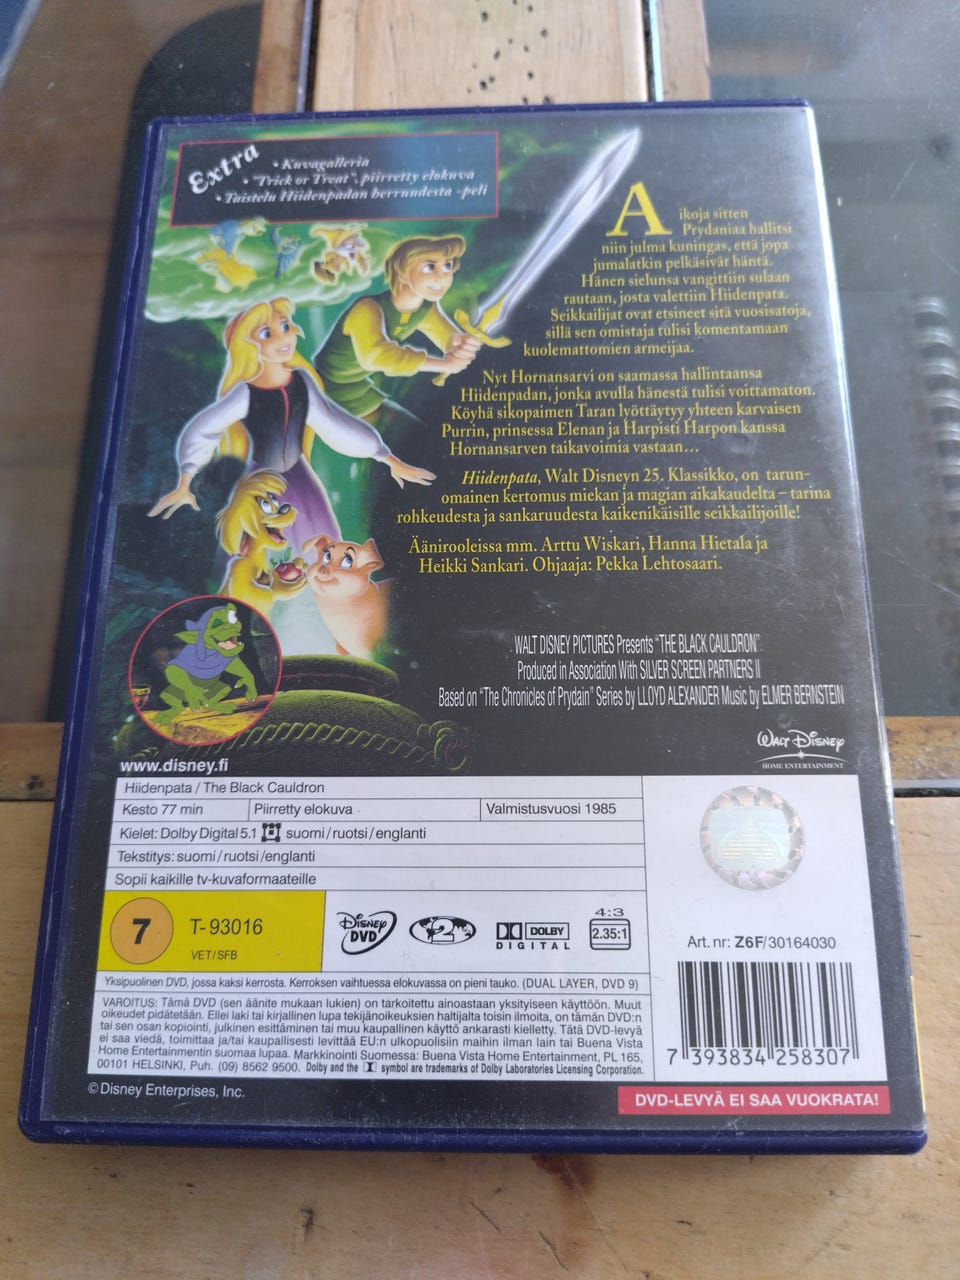 Extra
• Kuvagalleria
• "Trick or Treat", piirretty elokuva
• Taistelu Hiidenpadan herruudesta -peli
Aikoja sitten
Prydaniaa hallitsi
niin julma kuningas, että jopa
jumalatkin pelkäsivät häntä.
Hänen sielunsa vangittiin sulaan
rautaan, josta valettiin Hiidenpata.
Seikkailijat ovat etsineet sitä vuosisatoja,
sillä sen omistaja tulisi komentamaan
kuolemattomien armeijaa.
Nyt Hornansarvi on saamassa hallintaansa
Hiidenpadan, jonka avulla hänestä tulisi voittamaton.
Köyhä sikopaimen Taran lyöttäytyy yhteen karvaisen
Purrin, prinsessa Elenan ja Harpisti Harpon kanssa
Hornansarven taikavoimia vastaan...
Hiidenpata, Walt Disneyn 25. Klassikko, on tarun-
omainen kertomus miekan ja magian aikakaudelta – tarina
rohkeudesta ja sankaruudesta kaikenikäisille seikkailijoille!
Äänirooleissa mm. Arttu Wiskari, Hanna Hietala ja
Heikki Sankari. Ohjaaja: Pekka Lehtosaari.
WALT DISNEY PICTURES Presents "THE BLACK CAULDRON"
Produced in Association With SILVER SCREEN PARTNERS II
Based on "The Chronicles of Prydain" Series by LLOYD ALEXANDER Music by ELMER BERNSTEIN
WALT DISNEY
HOME ENTERTAINMENT
www.disney.fi
Hiidenpata / The Black Cauldron
Kesto 77 min Piirretty elokuva Valmistusvuosi 1985
Kielet: Dolby Digital 5.1 suomi/ruotsi/englanti
Tekstitys: suomi/ruotsi/englanti
Sopii kaikille tv-kuvaformaateille
7 T-93016
VET/SFB
DISNEY DVD
2
DOLBY
DIGITAL
4:3
2.35:1
Art. nr: Z6F/30164030
Yksipuolinen DVD, jossa kaksi kerrosta. Kerroksen vaihtuessa elokuvassa on pieni tauko. (DUAL LAYER, DVD 9)
VAROITUS: Tämä DVD (sen äänite mukaan lukien) on tarkoitettu ainoastaan yksityiseen käyttöön. Muut
oikeudet pidätetään. Ellei laki tai kirjallinen lupa tekijänoikeuksien haltijalta toisin ilmoita, on tämän DVD:n
tai sen osan kopiointi, julkinen esittäminen tai muu kaupallinen käyttö ankarasti kielletty. Tätä DVD-levyä
ei saa viedä, toimittaa ja/tai kaupallisesti levittää EU:n ulkopuolisiin maihin ilman lain tai Buena Vista
Home Entertainmentin suomaa lupaa. Markkinointi Suomessa: Buena Vista Home Entertainment, PL 165,
00101 HELSINKI, Puh. (09) 8562 9500. Dolby and the symbol are trademarks of Dolby Laboratories Licensing Corporation.
7 393834 258307
© Disney Enterprises, Inc.
DVD-LEVYÄ EI SAA VUOKRATA!